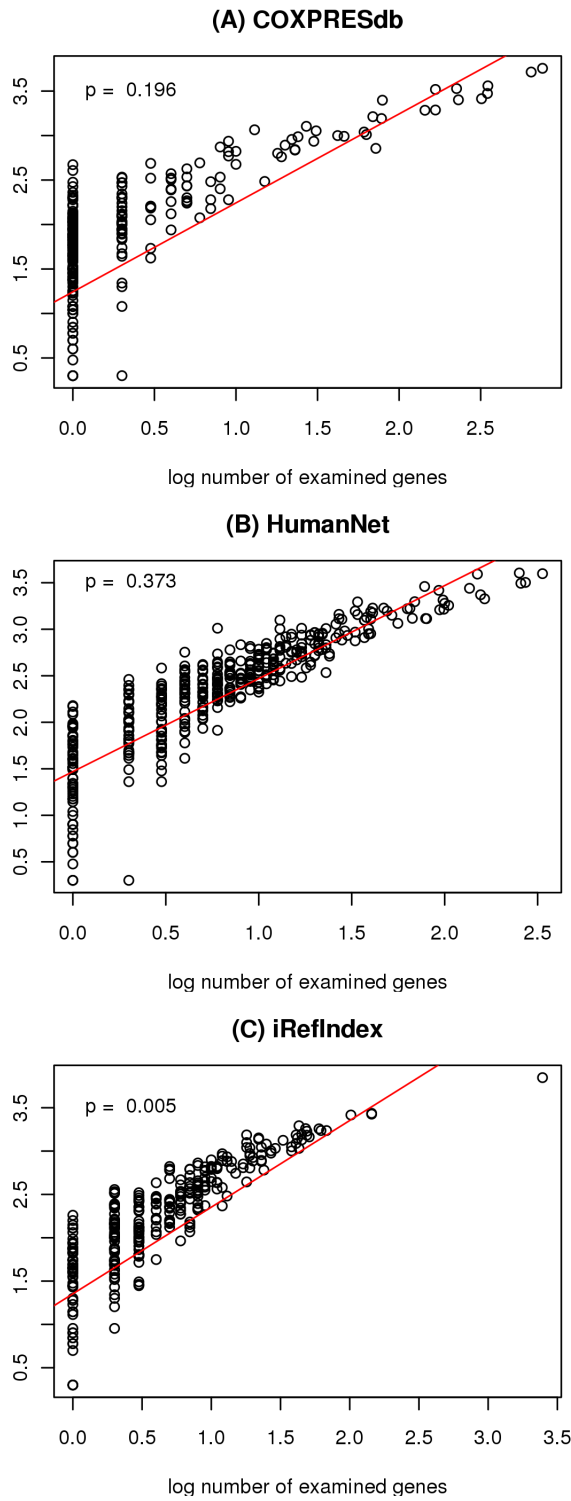 (A) COXPRESdb
p = 0.196
3.5
2.5
1.5
0.5
0.0 0.5 1.0 1.5 2.0 2.5
log number of examined genes
(B) HumanNet
p = 0.373
3.5
3.0
2.5
2.0
1.5
1.0
0.5
0.0 0.5 1.0 1.5 2.0 2.5
log number of examined genes
(C) iRefIndex
p = 0.005
3.5
2.5
1.5
0.5
0.0 0.5 1.0 1.5 2.0 2.5 3.0 3.5
log number of examined genes